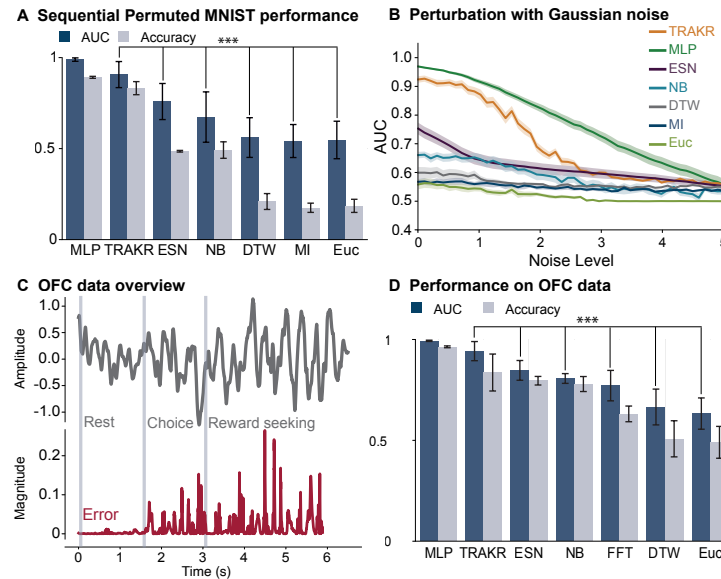 A Sequential Permuted MNIST performance
AUC Accuracy
***
1
0.5
0
MLP TRAKR ESN NB DTW MI Euc
B Perturbation with Gaussian noise
TRAKR
MLP
ESN
NB
DTW
MI
Euc
AUC
1.0
0.9
0.8
0.7
0.6
0.5
0.4
0 1 2 3 4 5
Noise Level
C OFC data overview
Amplitude
1.0
0.5
0.0
-1.0
Rest Choice Reward seeking
Magnitude
0.2
0.1
0
Error
0 1 2 3 4 5 6
Time (s)
D Performance on OFC data
AUC Accuracy
***
1
0.5
0
MLP TRAKR ESN NB FFT DTW Euc